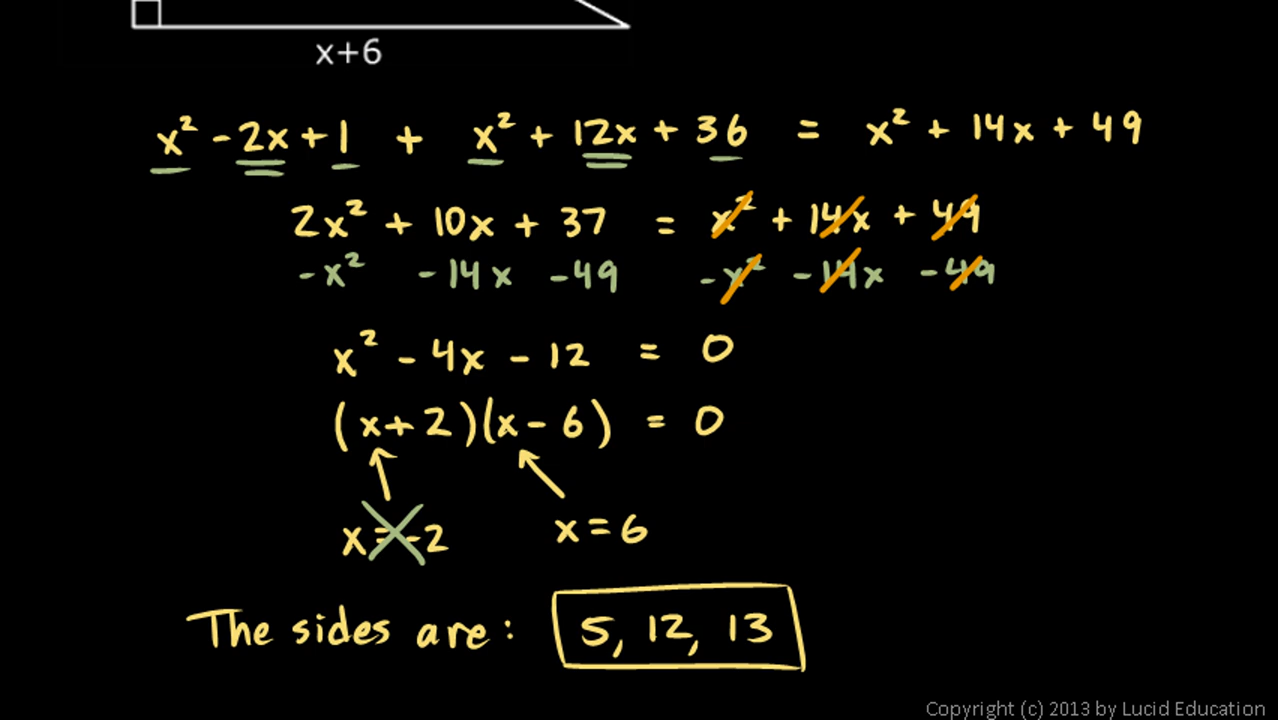 x+6
x² - 2x + 1 + x² + 12x + 36 = x² + 14x + 49
2x² + 10x + 37 = x² + 14x + 49
-x² -14x -49 -x² -14x -49
x² - 4x - 12 = 0
(x+2)(x-6) = 0
x=-2 x=6
The sides are: 5, 12, 13
Copyright (c) 2013 by Lucid Education